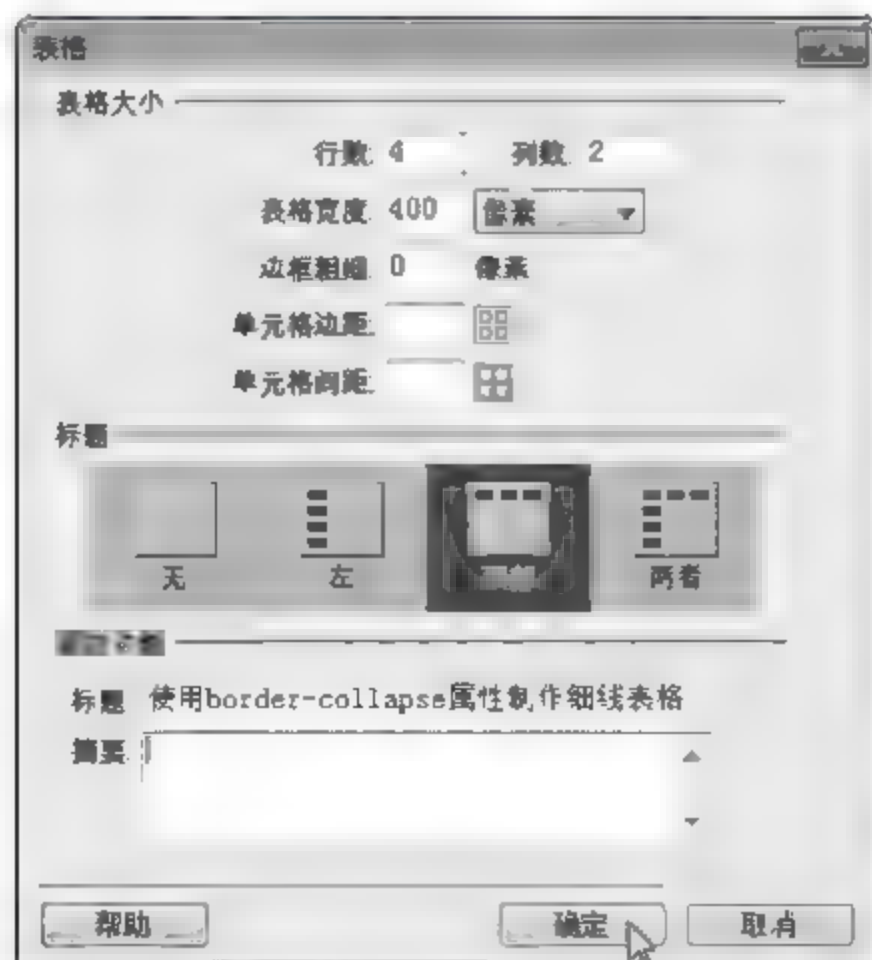 表格
表格大小
行数: 4 列数: 2
表格宽度: 400 像素
边框粗细: 0 像素
单元格边距:
单元格间距:
标题
无 左 两者
标题 使用border-collapse属性制作细线表格
摘要
帮助 确定 取消